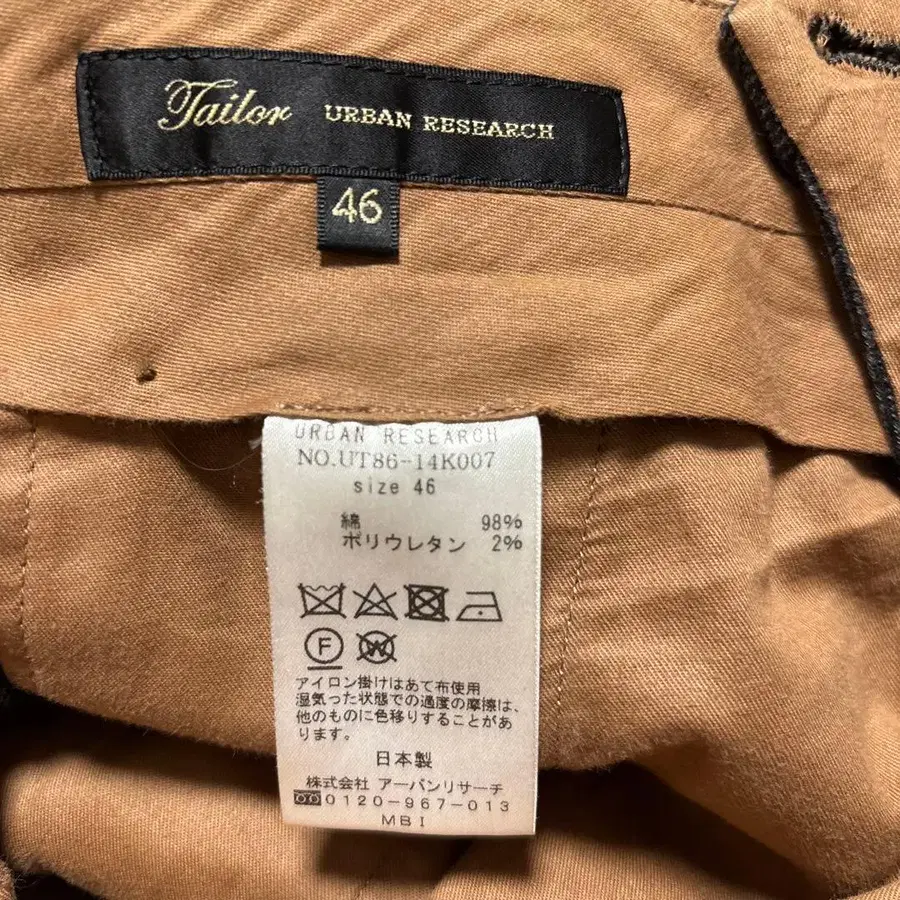 Tailor URBAN RESEARCH
46
URBAN RESEARCH
NO.UT86-14K007
size 46
綿 98%
ポリウレタン 2%
F W
アイロン掛けはあて布使用
湿気った状態での過度の摩擦は、
他のものに色移りすることがあ
ります。
日本製
株式会社 アーバンリサーチ
0120-967-013
MBI